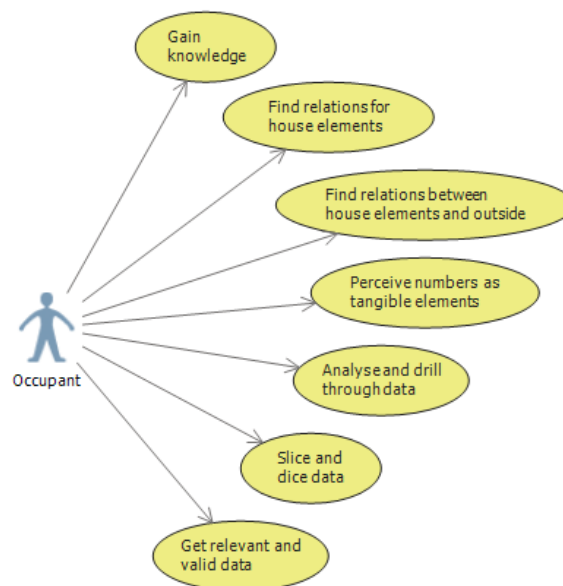 Gain
knowledge
Find relations for
house elements
Find relations between
house elements and outside
Perceive numbers as
tangible elements
Occupant
Analyse and drill
through data
Slice and
dice data
Get relevant and
valid data